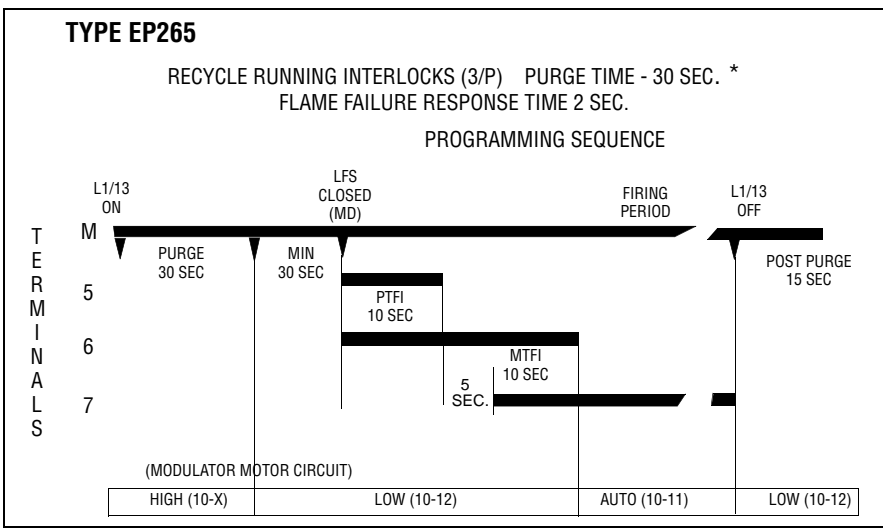 TYPE EP265
RECYCLE RUNNING INTERLOCKS (3/P) PURGE TIME - 30 SEC. *
FLAME FAILURE RESPONSE TIME 2 SEC.
PROGRAMMING SEQUENCE
L1/13
ON
LFS
CLOSED
(MD)
FIRING
PERIOD
L1/13
OFF
TERMINALS
M
PURGE
30 SEC
MIN
30 SEC
POST PURGE
15 SEC
5
PTFI
10 SEC
6
MTFI
10 SEC
5
SEC.
7
(MODULATOR MOTOR CIRCUIT)
HIGH (10-X) LOW (10-12) AUTO (10-11) LOW (10-12)